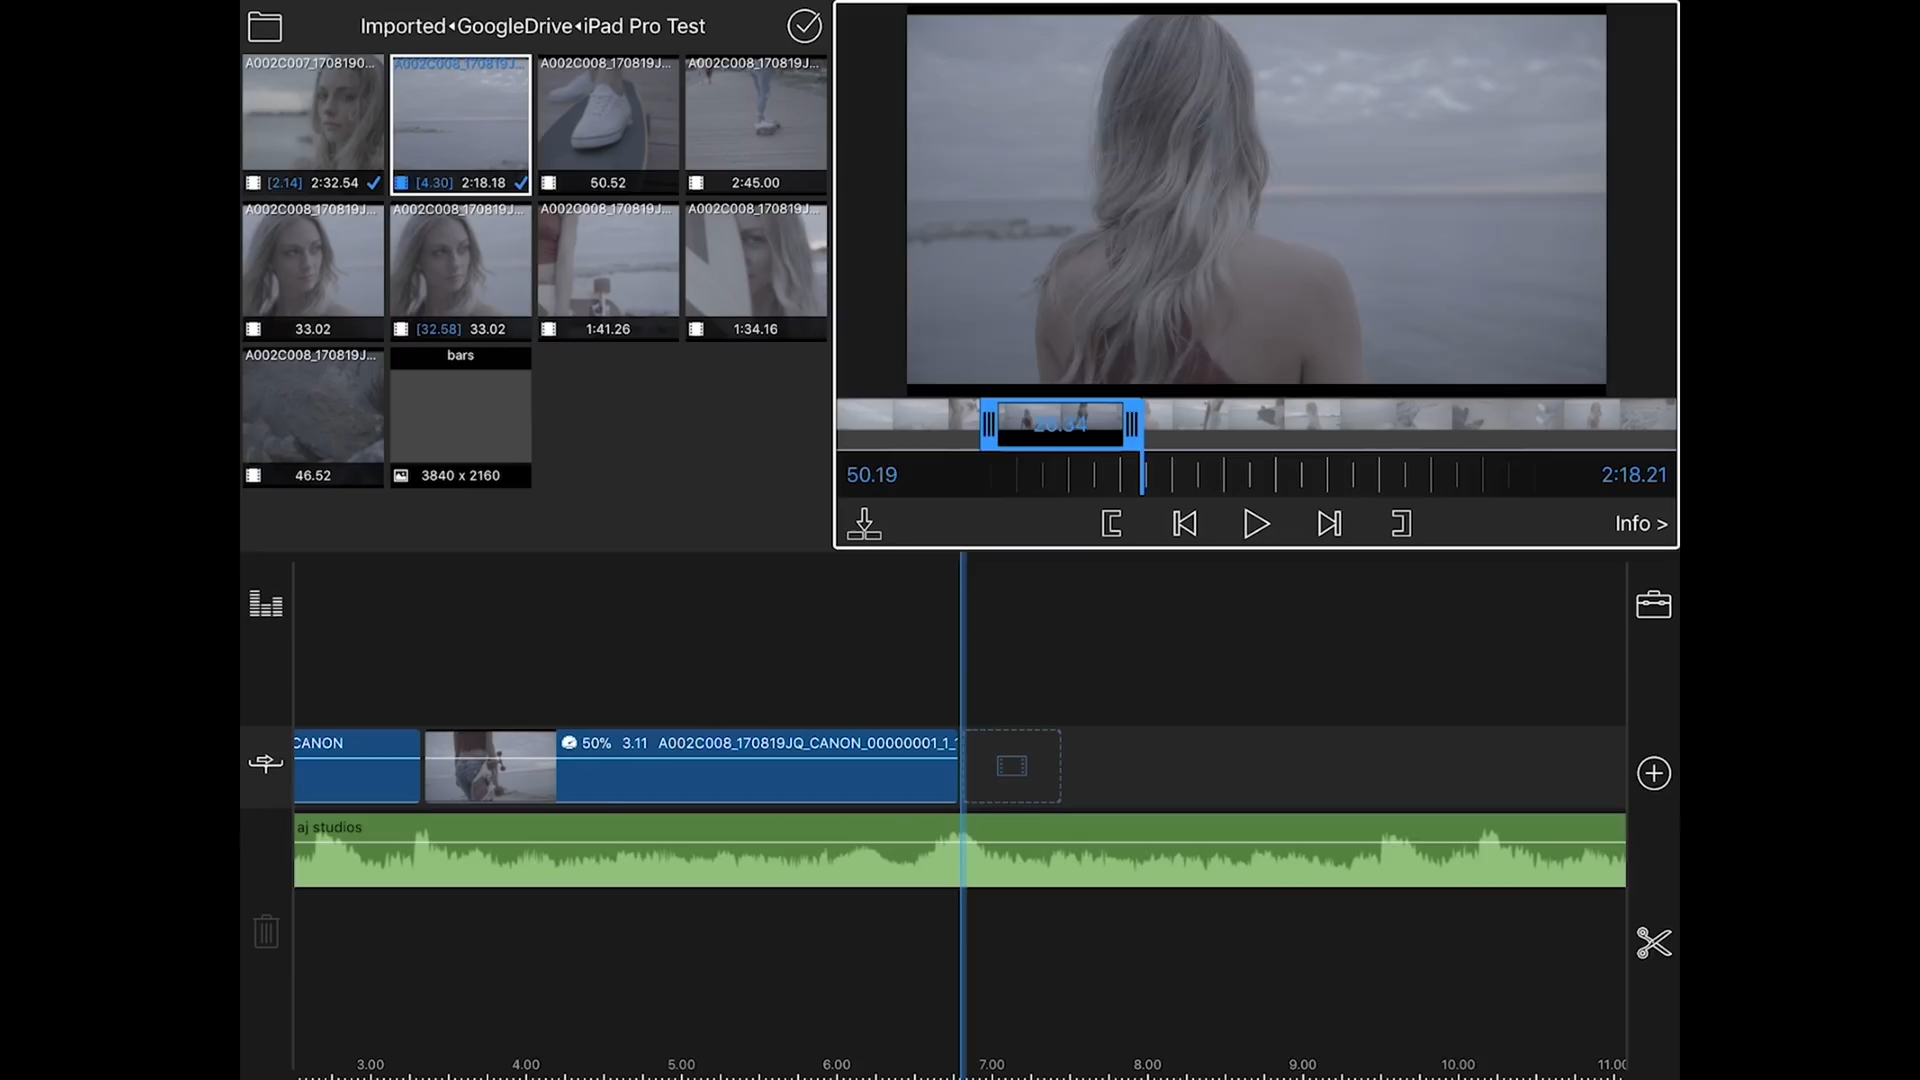 Imported◂GoogleDrive◂iPad Pro Test
A002C007_1708190...
A002C008_170819J...
A002C008_170819J...
A002C008_170819J...
[2.14] 2:32.54
[4.30] 2:18.18
50.52
2:45.00
A002C008_170819J...
A002C008_170819J...
A002C008_170819J...
A002C008_170819J...
33.02
[32.58] 33.02
1:41.26
1:34.16
A002C008_170819J...
bars
46.52
3840 x 2160
26.34
50.19
2:18.21
Info >
CANON
50% 3.11 A002C008_170819JQ_CANON_00000001_1_
aj studios
3.00 4.00 5.00 6.00 7.00 8.00 9.00 10.00 11.00